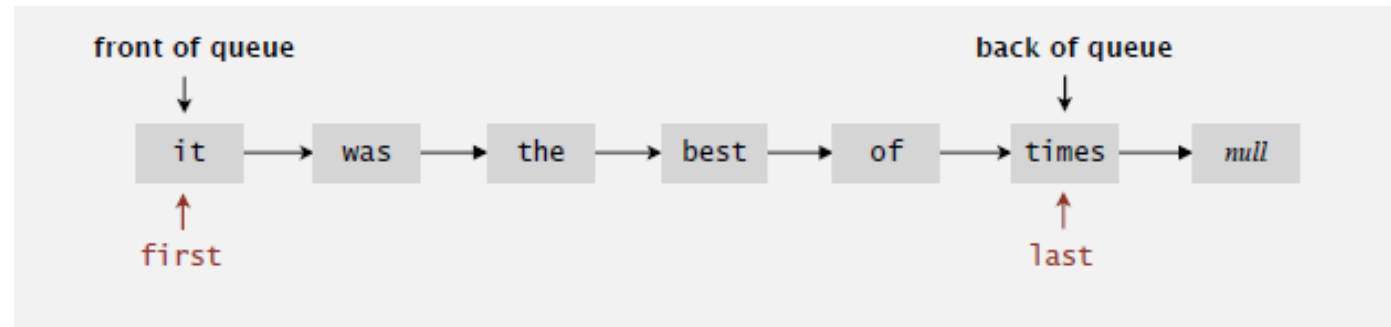 front of queue
back of queue
it was the best of times null
first
last